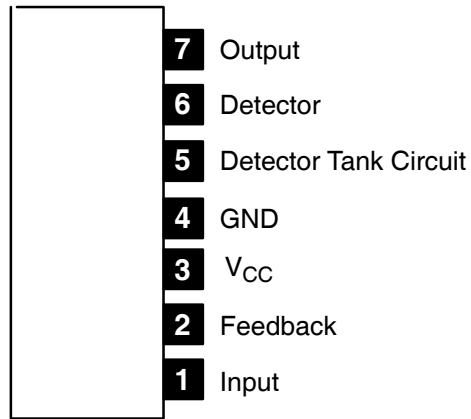 7 Output
6 Detector
5 Detector Tank Circuit
4 GND
3 VCC
2 Feedback
1 Input